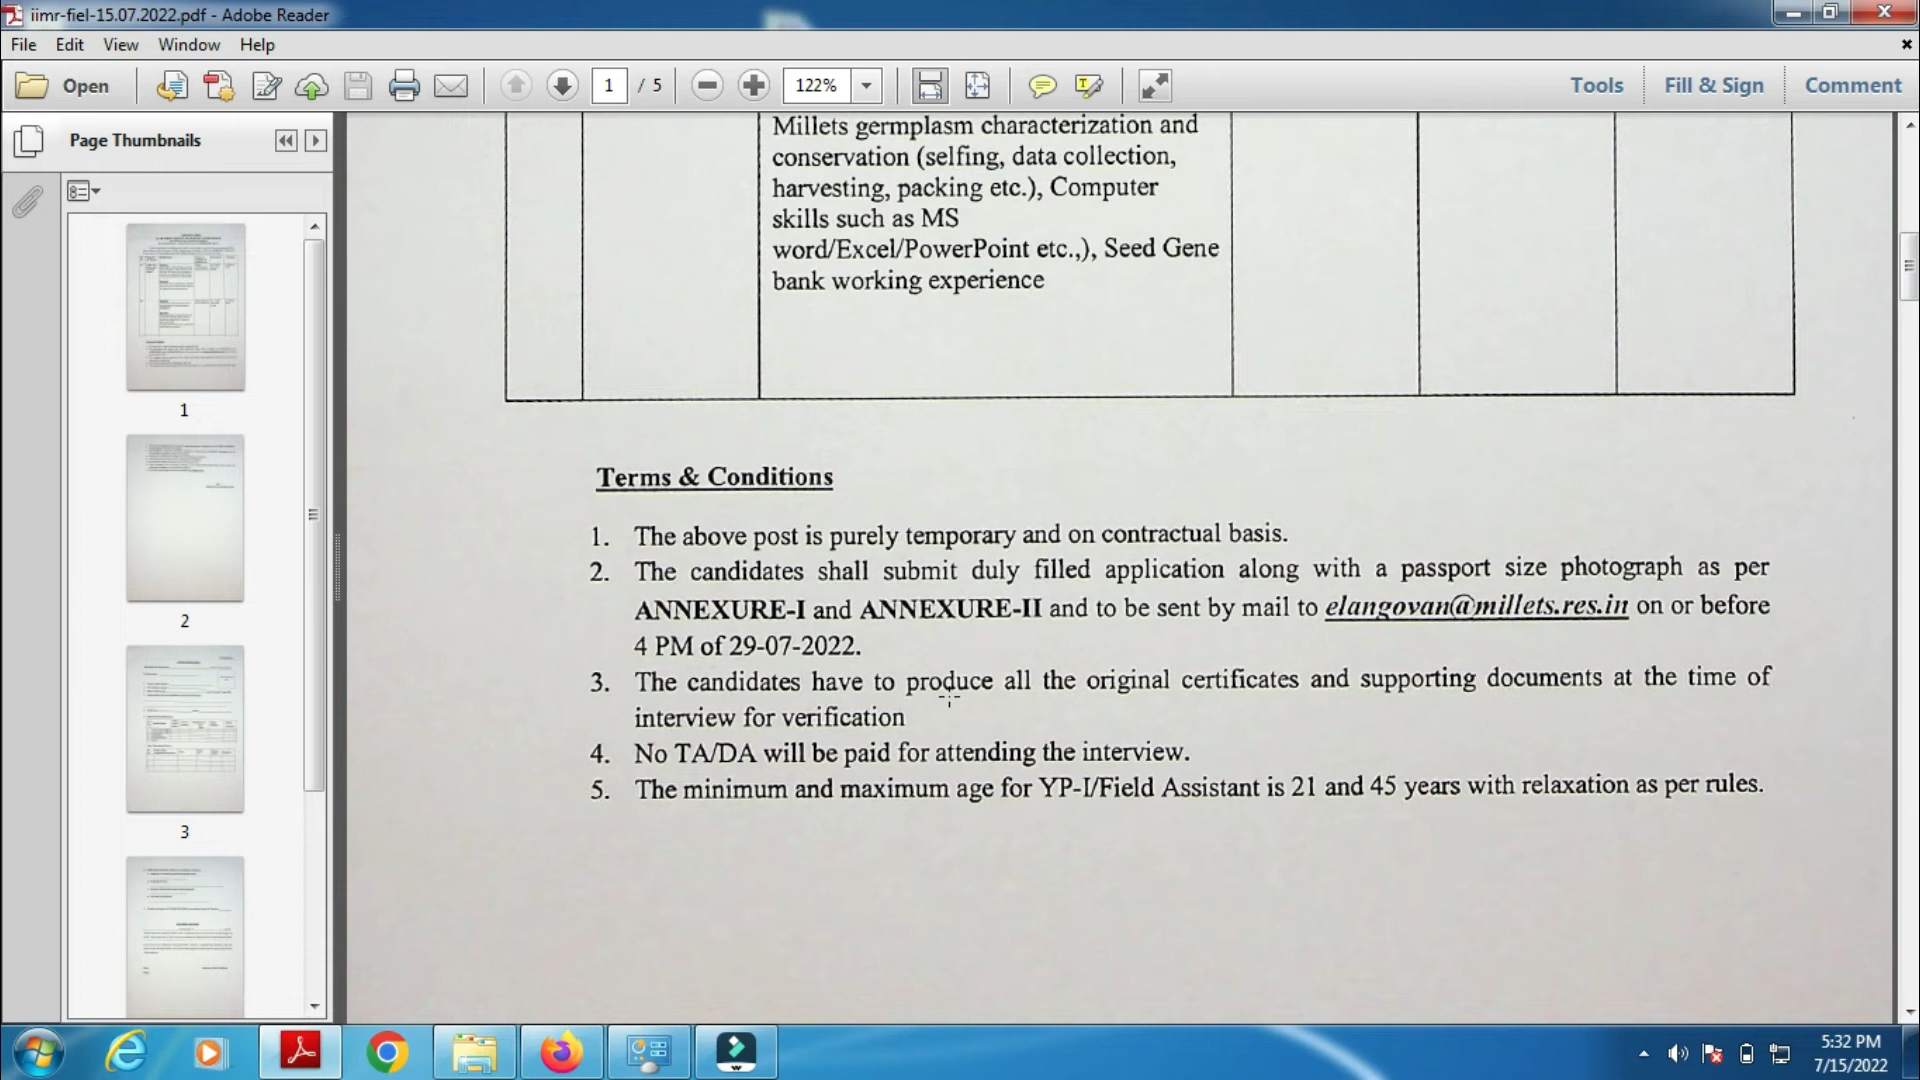 iimr-fiel-15.07.2022.pdf - Adobe Reader
File Edit View Window Help
Open 1 / 5 122% Tools Fill & Sign Comment
Page Thumbnails
1
2
3
Millets germplasm characterization and
conservation (selfing, data collection,
harvesting, packing etc.), Computer
skills such as MS
word/Excel/PowerPoint etc.,), Seed Gene
bank working experience
Terms & Conditions
1. The above post is purely temporary and on contractual basis.
2. The candidates shall submit duly filled application along with a passport size photograph as per
ANNEXURE-I and ANNEXURE-II and to be sent by mail to elangovan@millets.res.in on or before
4 PM of 29-07-2022.
3. The candidates have to produce all the original certificates and supporting documents at the time of
interview for verification
4. No TA/DA will be paid for attending the interview.
5. The minimum and maximum age for YP-I/Field Assistant is 21 and 45 years with relaxation as per rules.
5:32 PM
7/15/2022